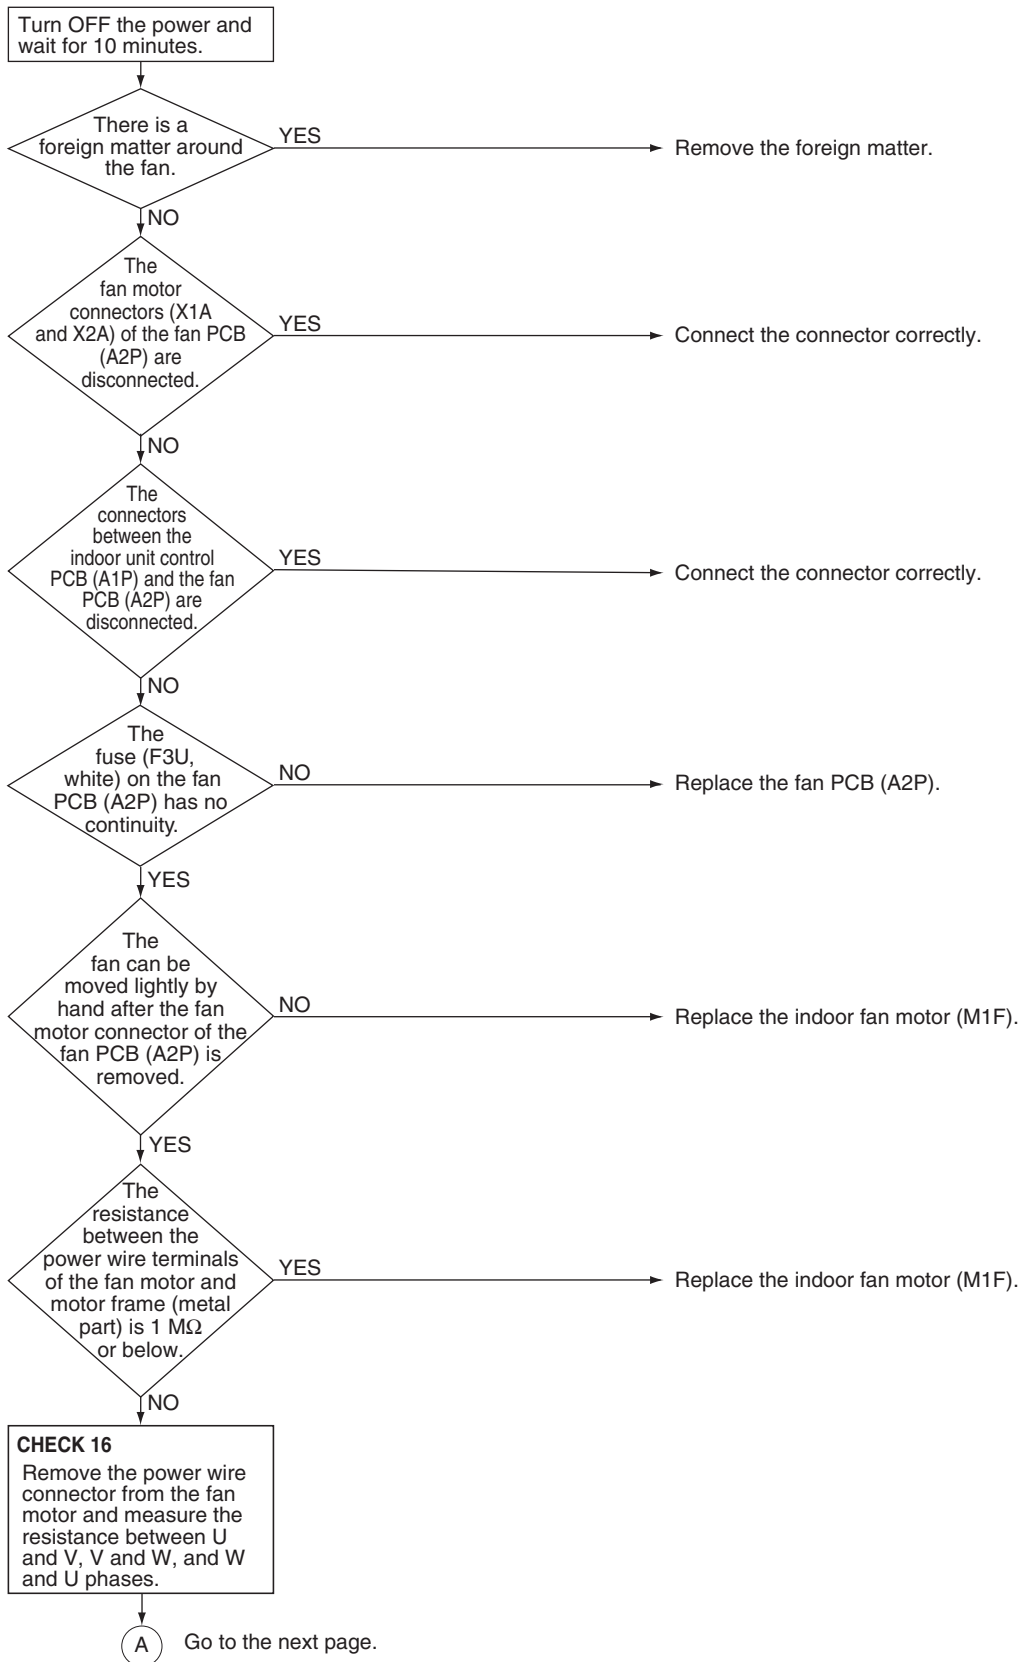 Turn OFF the power and
wait for 10 minutes.
There is a
foreign matter around
the fan.
YES
Remove the foreign matter.
NO
The
fan motor
connectors (X1A
and X2A) of the fan PCB
(A2P) are
disconnected.
YES
Connect the connector correctly.
NO
The
connectors
between the
indoor unit control
PCB (A1P) and the fan
PCB (A2P) are
disconnected.
YES
Connect the connector correctly.
NO
The
fuse (F3U,
white) on the fan
PCB (A2P) has no
continuity.
NO
Replace the fan PCB (A2P).
YES
The
fan can be
moved lightly by
hand after the fan
motor connector of the
fan PCB (A2P) is
removed.
NO
Replace the indoor fan motor (M1F).
YES
The
resistance
between the
power wire terminals
of the fan motor and
motor frame (metal
part) is 1 MΩ
or below.
YES
Replace the indoor fan motor (M1F).
NO
CHECK 16
Remove the power wire
connector from the fan
motor and measure the
resistance between U
and V, V and W, and W
and U phases.
A
Go to the next page.